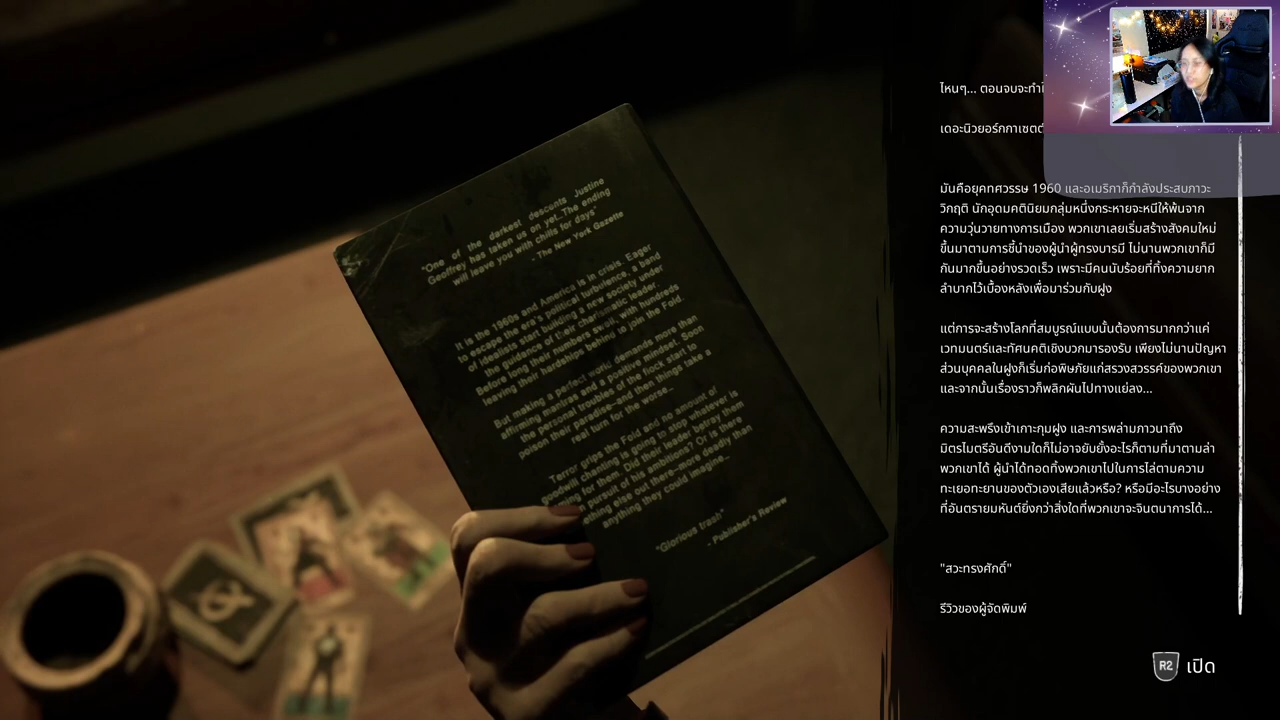 "One of the darkest descents Justine
Geoffrey has taken us on yet...The ending
will leave you with chills for days"
- The New York Gazette
It is the 1960s and America is in crisis. Eager
to escape the era's political turbulence, a band
of idealists start building a new society under
the guidance of their charismatic leader.
Before long their numbers swell, with hundreds
leaving their hardships behind to join the Fold.
But making a perfect world demands more than
affirming mantras and a positive mindset. Soon
the personal troubles of the flock start to
poison their paradise–and then things take a
real turn for the worse...
Terror grips the Fold and no amount of
goodwill chanting is going to stop whatever is
for them. Did their leader betray them
pursuit of his ambitions? Or is there
else out there–more deadly than
anything they could imagine...
"Glorious trash"
- Publisher's Review
ไหนๆ... ตอนจบจะทำ
เดอะนิวยอร์กกาเซตต์
มันคือยุคทศวรรษ 1960 และอเมริกาก็กำลังประสบภาวะ
วิกฤติ นักอุดมคตินิยมกลุ่มหนึ่งกระหายจะหนีให้พ้นจาก
ความวุ่นวายทางการเมือง พวกเขาเลยเริ่มสร้างสังคมใหม่
ขึ้นมาตามการชี้นำของผู้นำผู้ทรงบารมี ไม่นานพวกเขาก็มี
กันมากขึ้นอย่างรวดเร็ว เพราะมีคนนับร้อยที่ทิ้งความยาก
ลำบากไว้เบื้องหลังเพื่อมาร่วมกับฝูง
แต่การจะสร้างโลกที่สมบูรณ์แบบนั้นต้องการมากกว่าแค่
เวทมนตร์และทัศนคติเชิงบวกมารองรับ เพียงไม่นานปัญหา
ส่วนบุคคลในฝูงก็เริ่มก่อพิษภัยแก่สรวงสวรรค์ของพวกเขา
และจากนั้นเรื่องราวก็พลิกผันไปทางแย่ลง...
ความสะพรึงเข้าเกาะกุมฝูง และการพล่ามภาวนาถึง
มิตรไมตรีอันดีงามใดก็ไม่อาจยับยั้งอะไรก็ตามที่มาตามล่า
พวกเขาได้ ผู้นำได้ทอดทิ้งพวกเขาไปในการไล่ตามความ
ทะเยอทะยานของตัวเองเสียแล้วหรือ? หรือมีอะไรบางอย่าง
ที่อันตรายมหันต์ยิ่งกว่าสิ่งใดที่พวกเขาจะจินตนาการได้...
"สวะทรงศักดิ์"
รีวิวของผู้จัดพิมพ์
R2 เปิด